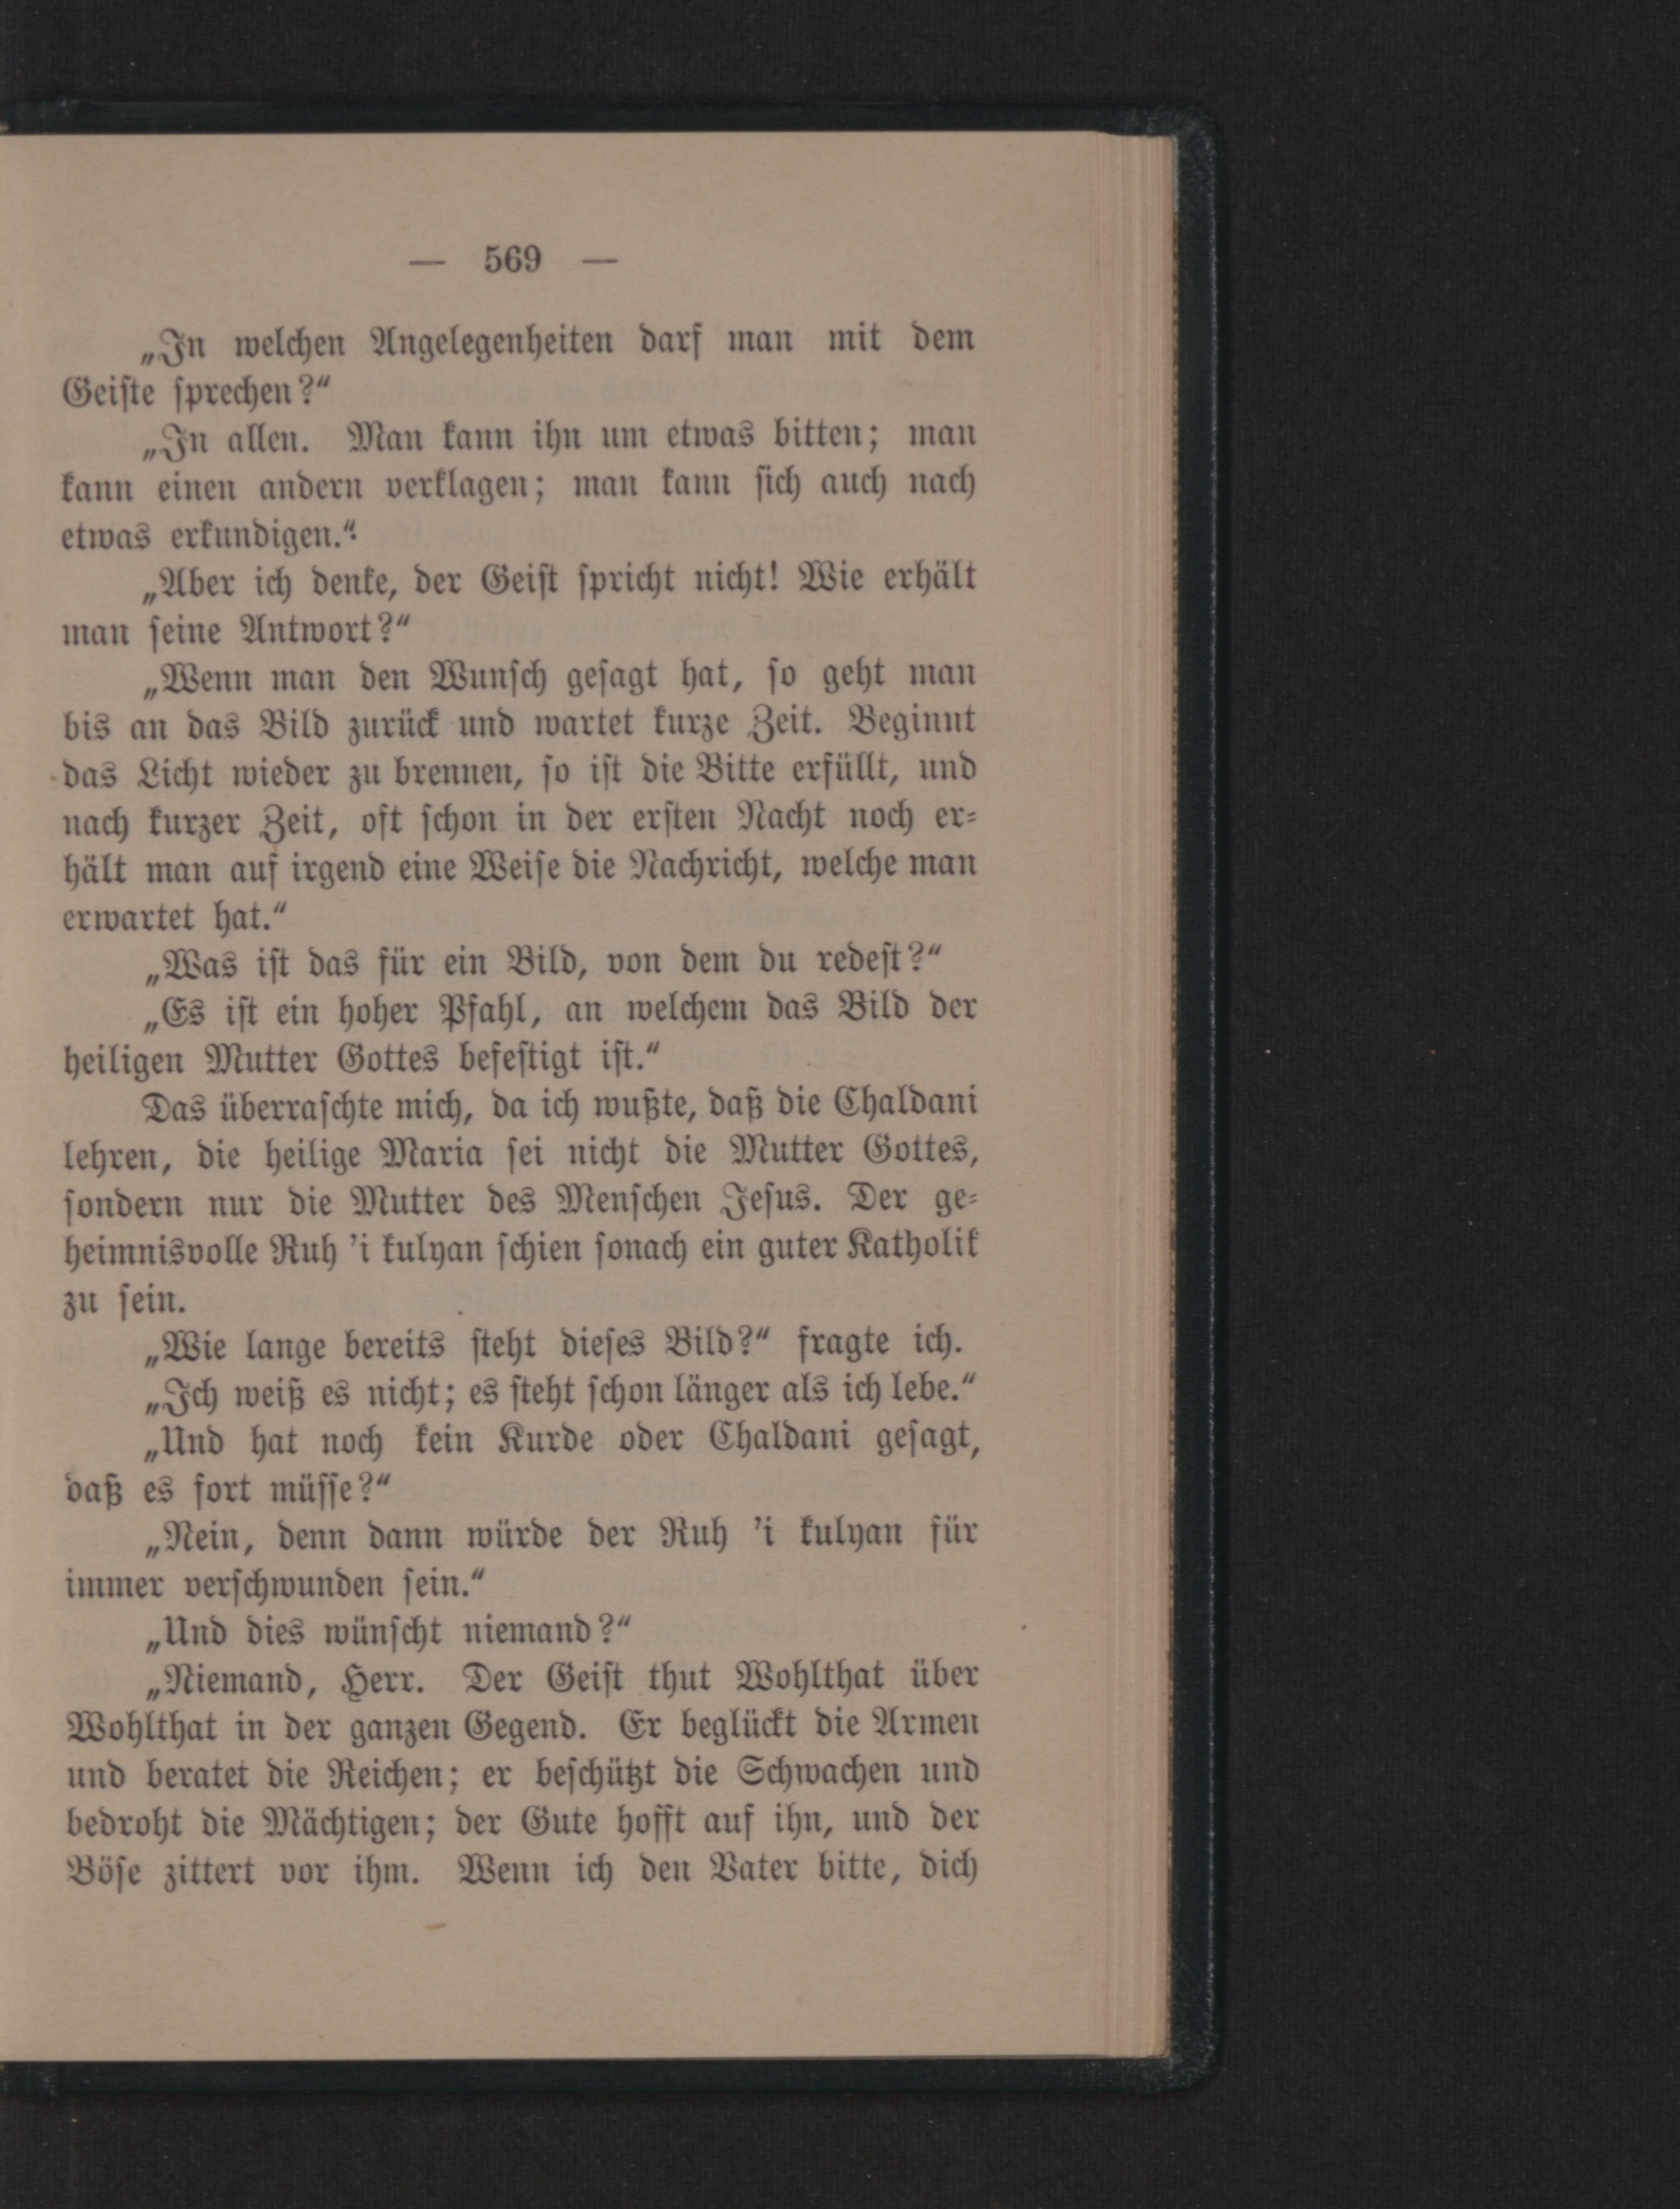 — 569 —
„In welchen Angelegenheiten darf man mit dem
Geiste sprechen?“
„In allen. Man kann ihn um etwas bitten; man
kann einen andern verklagen; man kann sich auch nach
etwas erkundigen.“
„Aber ich denke, der Geist spricht nicht! Wie erhält
man seine Antwort?“
„Wenn man den Wunsch gesagt hat, so geht man
bis an das Bild zurück und wartet kurze Zeit. Beginnt
das Licht wieder zu brennen, so ist die Bitte erfüllt, und
nach kurzer Zeit, oft schon in der ersten Nacht noch er-
hält man auf irgend eine Weise die Nachricht, welche man
erwartet hat.“
„Was ist das für ein Bild, von dem du redest?“
„Es ist ein hoher Pfahl, an welchem das Bild der
heiligen Mutter Gottes befestigt ist.“
Das überraschte mich, da ich wußte, daß die Chaldani
lehren, die heilige Maria sei nicht die Mutter Gottes,
sondern nur die Mutter des Menschen Jesus. Der ge-
heimnisvolle Ruh ’i kulyan schien sonach ein guter Katholik
zu sein.
„Wie lange bereits steht dieses Bild?“ fragte ich.
„Ich weiß es nicht; es steht schon länger als ich lebe.“
„Und hat noch kein Kurde oder Chaldani gesagt,
daß es fort müsse?“
„Nein, denn dann würde der Ruh ’i kulyan für
immer verschwunden sein.“
„Und dies wünscht niemand?“
„Niemand, Herr. Der Geist thut Wohlthat über
Wohlthat in der ganzen Gegend. Er beglückt die Armen
und beratet die Reichen; er beschützt die Schwachen und
bedroht die Mächtigen; der Gute hofft auf ihn, und der
Böse zittert vor ihm. Wenn ich den Vater bitte, dich